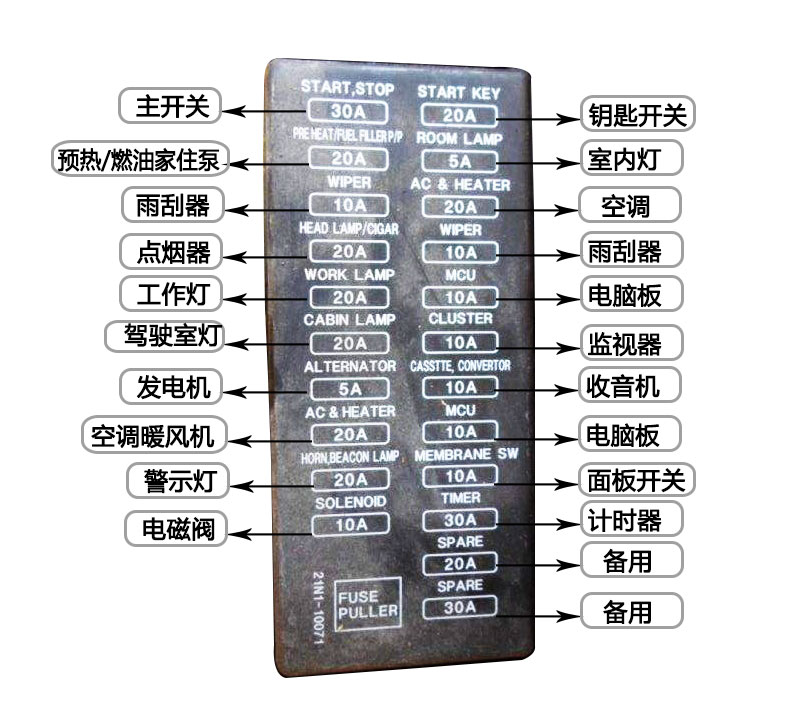 START,STOP
START KEY
主开关
30A
20A
钥匙开关
PRE HEAT/FUEL FILLER P/P
ROOM LAMP
预热/燃油家住泵
20A
5A
室内灯
WIPER
AC & HEATER
雨刮器
10A
20A
空调
HEAD LAMP/CIGAR
WIPER
点烟器
20A
10A
雨刮器
WORK LAMP
MCU
工作灯
20A
10A
电脑板
CABIN LAMP
CLUSTER
驾驶室灯
20A
10A
监视器
ALTERNATOR
CASSTTE, CONVERTOR
发电机
5A
10A
收音机
AC & HEATER
MCU
空调暖风机
20A
10A
电脑板
HORN,BEACON LAMP
MEMBRANE SW
警示灯
20A
10A
面板开关
SOLENOID
TIMER
电磁阀
10A
30A
计时器
SPARE
20A
备用
SPARE
30A
备用
FUSE
PULLER
21N1-10071